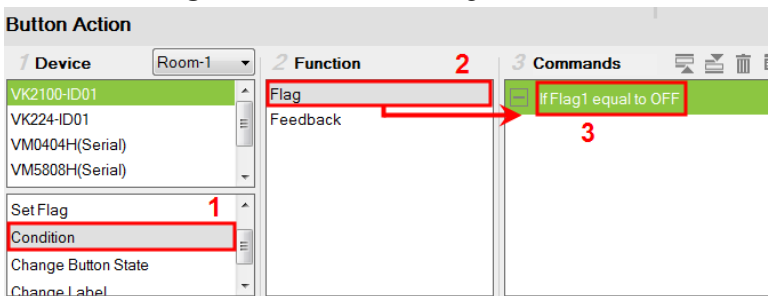 Button Action
1 Device Room-1
2 Function 2
3 Commands
VK2100-ID01
VK224-ID01
VM0404H(Serial)
VM5808H(Serial)
Set Flag 1
Condition
Change Button State
Change Label
Flag
Feedback
If Flag1 equal to OFF
3